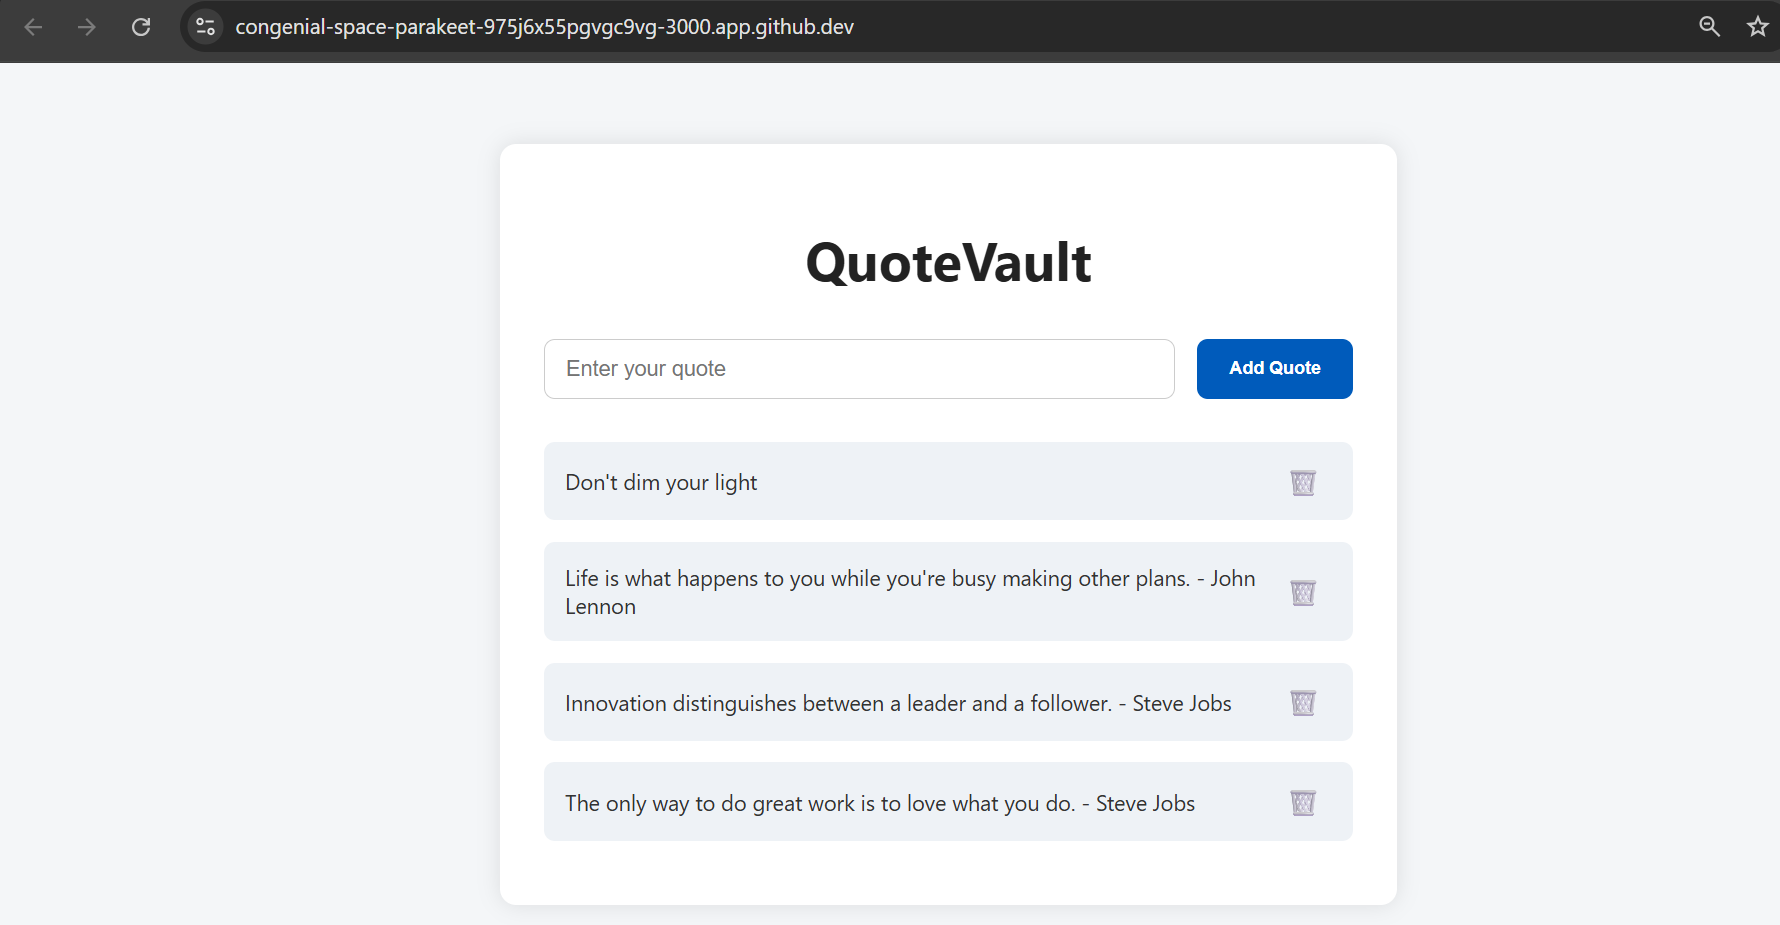 congenial-space-parakeet-975j6x55pgvgc9vg-3000.app.github.dev
QuoteVault
Enter your quote
Add Quote
Don't dim your light
Life is what happens to you while you're busy making other plans. - John
Lennon
Innovation distinguishes between a leader and a follower. - Steve Jobs
The only way to do great work is to love what you do. - Steve Jobs